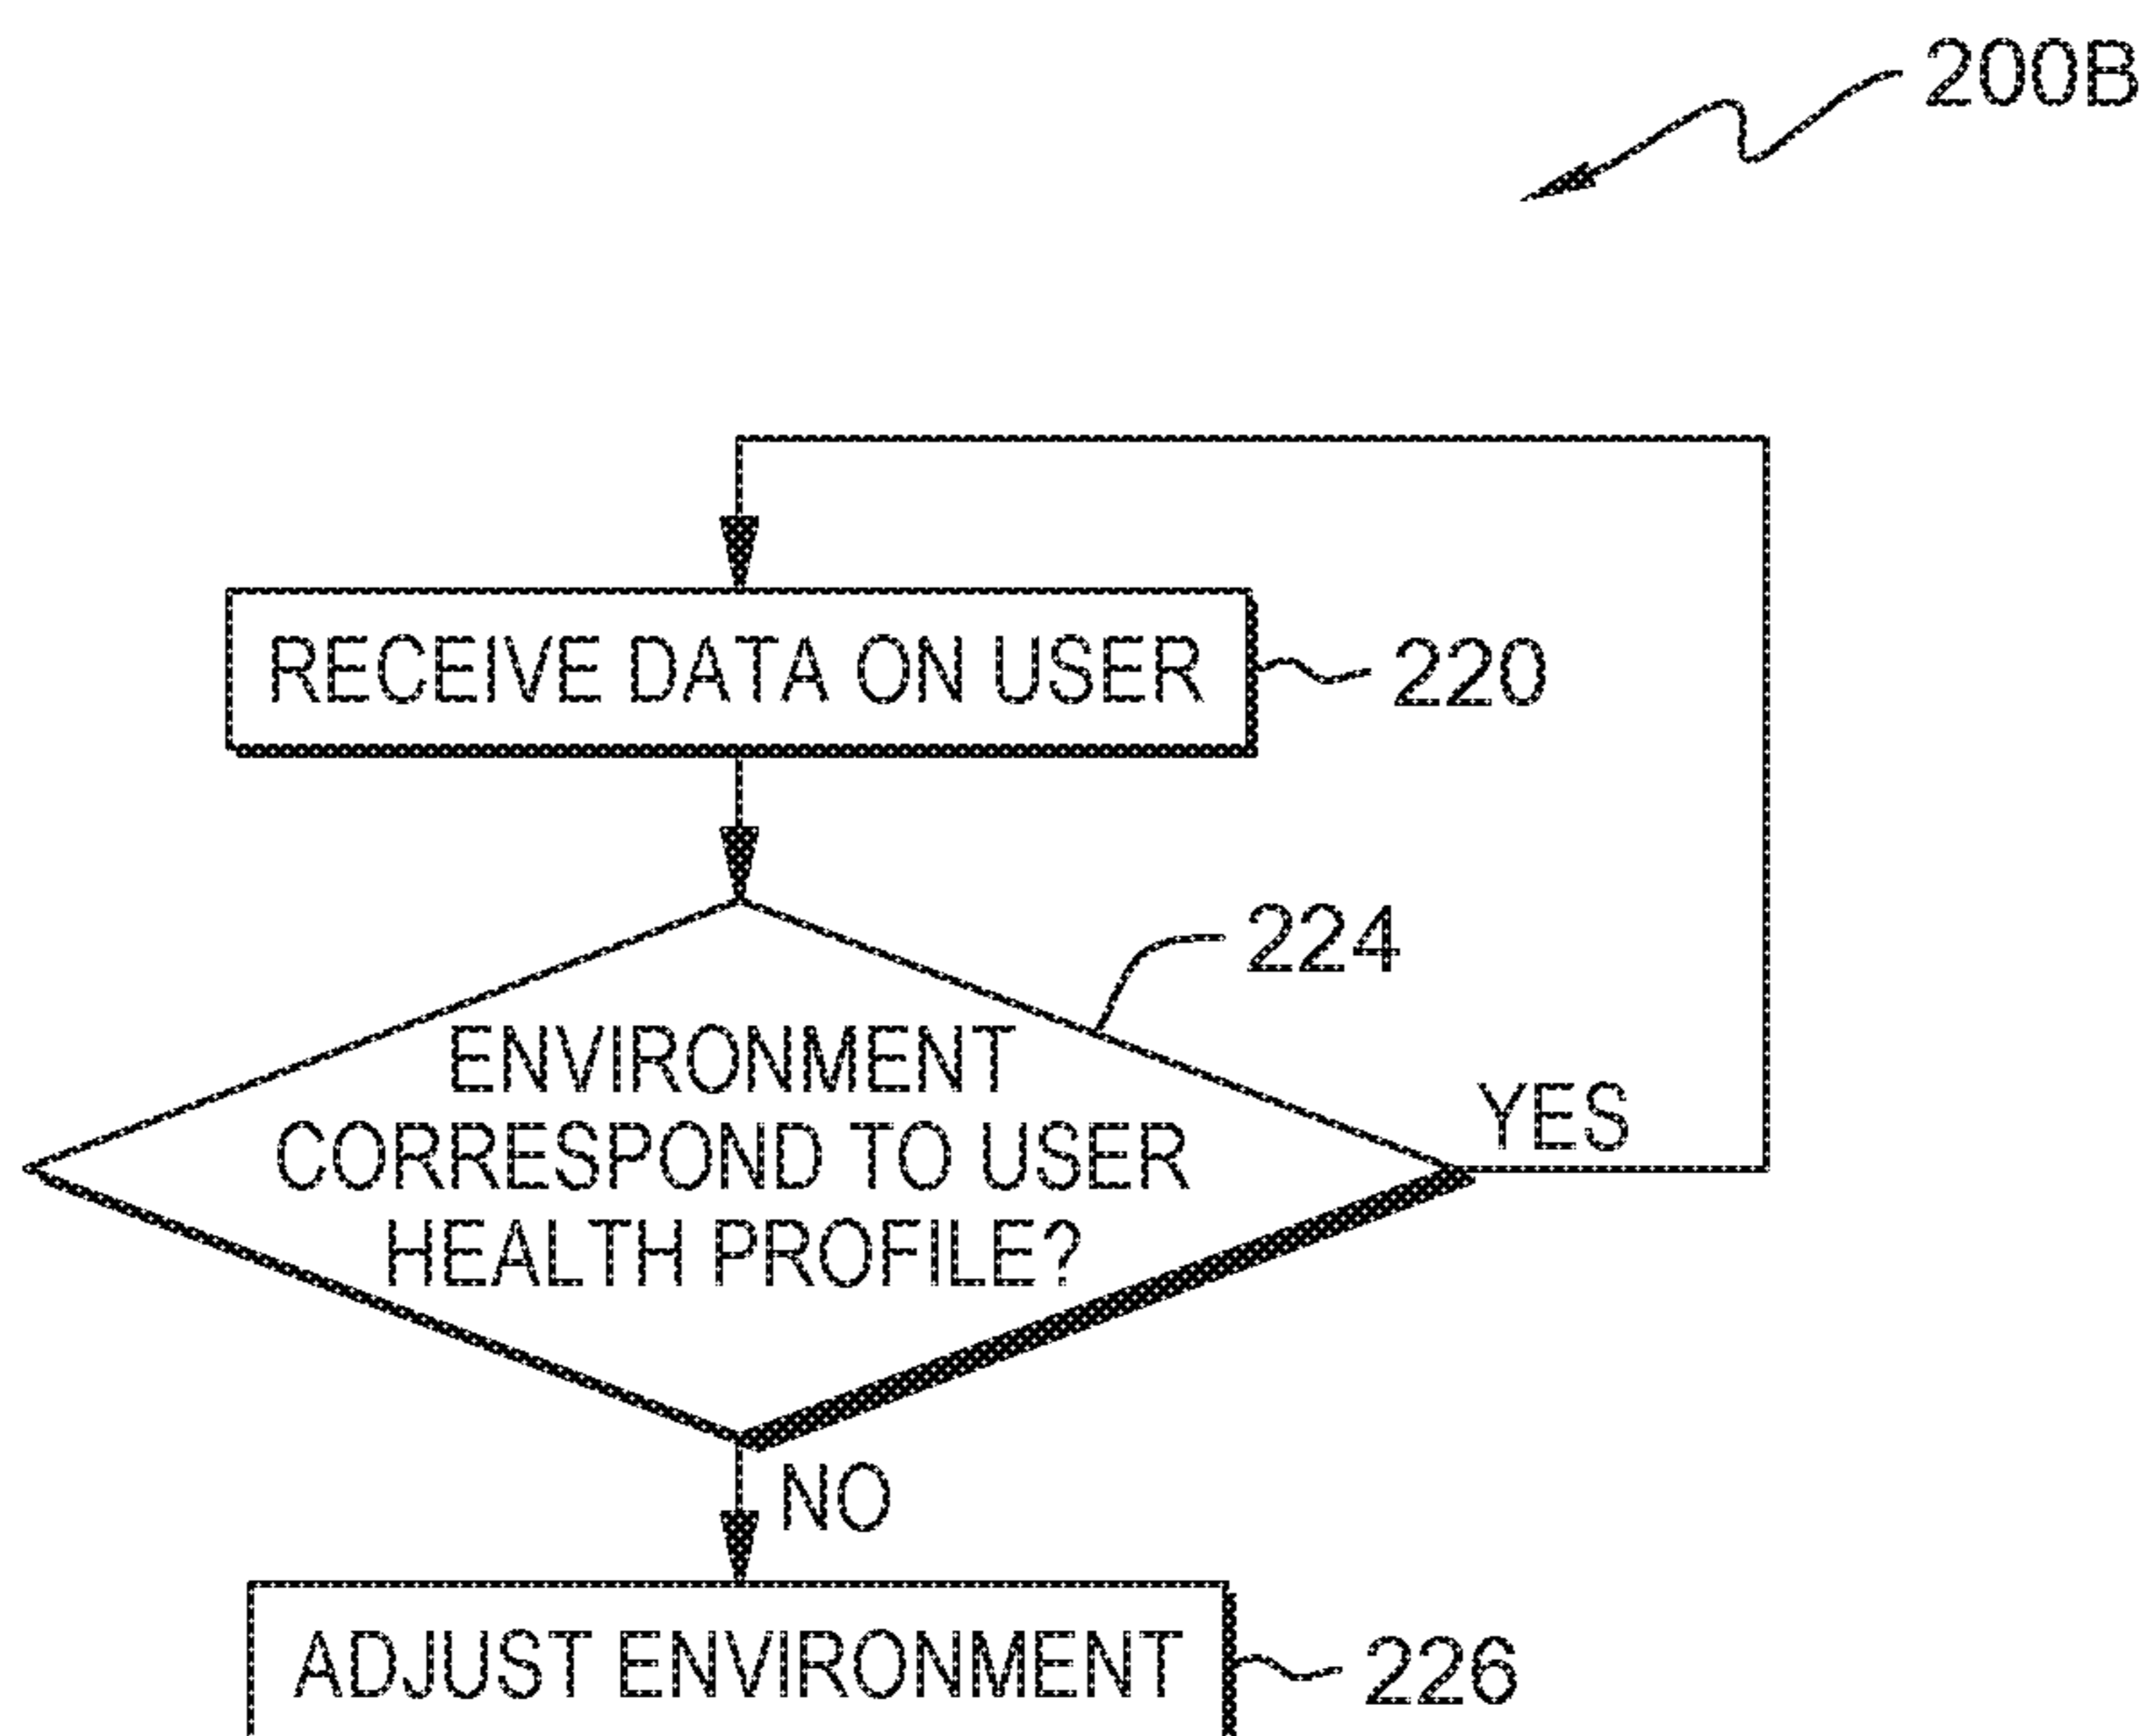 200B
RECEIVE DATA ON USER
220
224
ENVIRONMENT
CORRESPOND TO USER
HEALTH PROFILE?
YES
NO
ADJUST ENVIRONMENT
226